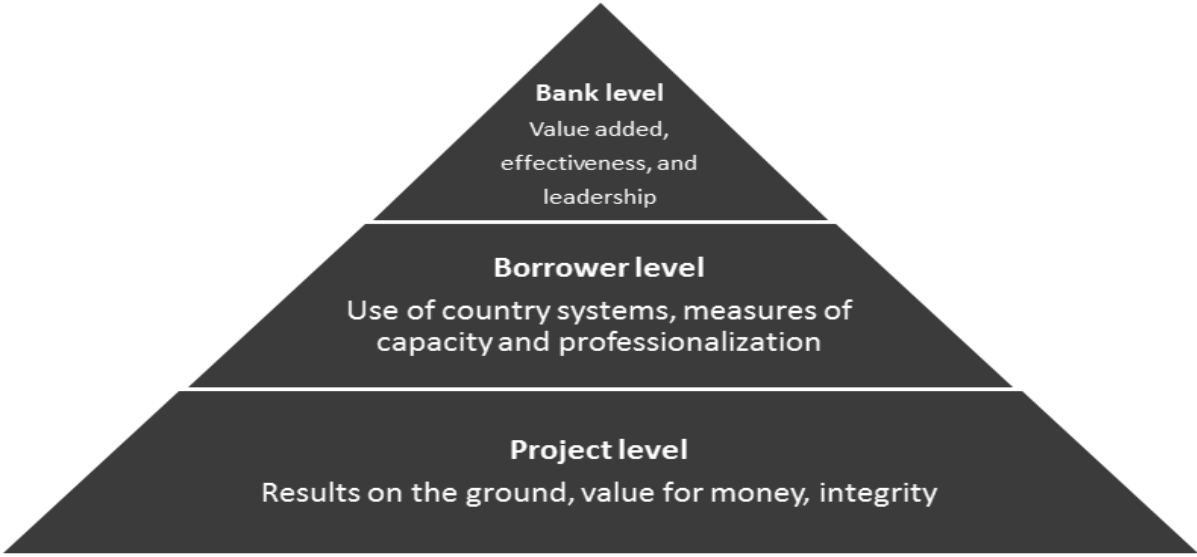 Bank level
Value added,
effectiveness, and
leadership
Borrower level
Use of country systems, measures of
capacity and professionalization
Project level
Results on the ground, value for money, integrity